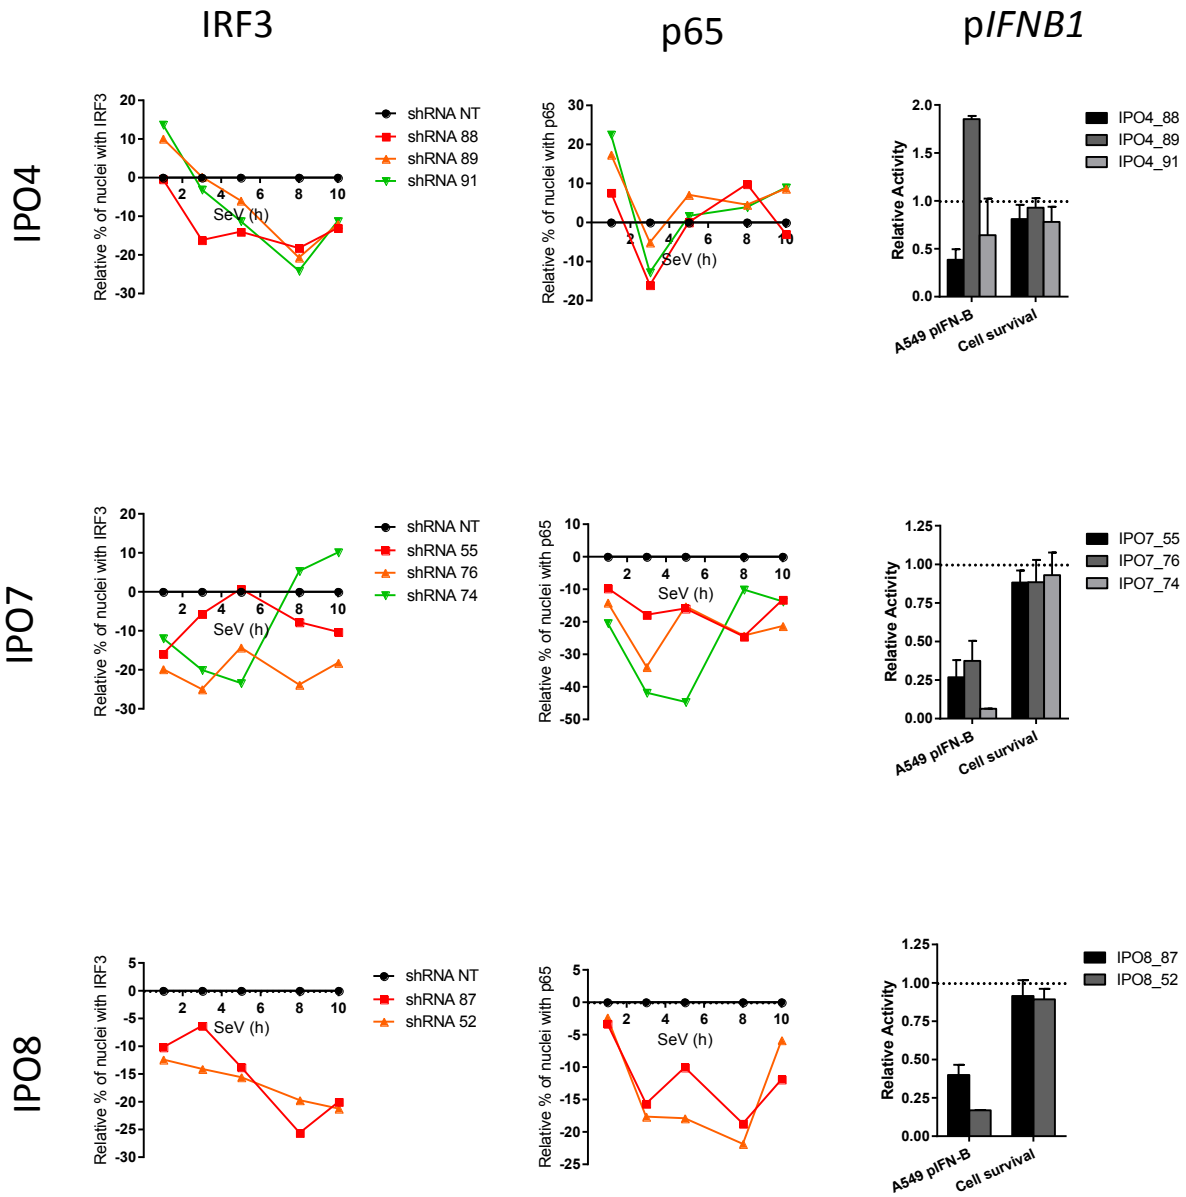 IRF3
p65
pIFNB1
IPO4
Relative % of nuclei with IRF3
20
10
0
-10
-20
-30
2 4 6 8 10
SeV (h)
shRNA NT
shRNA 88
shRNA 89
shRNA 91
Relative % of nuclei with p65
30
20
10
0
-10
-20
2 4 6 8 10
SeV (h)
Relative Activity
2.0
1.5
1.0
0.5
0.0
A549 pIFN-B
Cell survival
IPO4_88
IPO4_89
IPO4_91
IPO7
Relative % of nuclei with IRF3
20
10
0
-10
-20
-30
2 4 6 8 10
SeV (h)
shRNA NT
shRNA 55
shRNA 76
shRNA 74
Relative % of nuclei with p65
10
0
-10
-20
-30
-40
-50
2 4 6 8 10
SeV (h)
Relative Activity
1.25
1.00
0.75
0.50
0.25
0.00
A549 pIFN-B
Cell survival
IPO7_55
IPO7_76
IPO7_74
IPO8
Relative % of nuclei with IRF3
5
0
-5
-10
-15
-20
-25
-30
2 4 6 8 10
SeV (h)
shRNA NT
shRNA 87
shRNA 52
Relative % of nuclei with p65
5
0
-5
-10
-15
-20
-25
2 4 6 8 10
SeV (h)
Relative Activity
1.25
1.00
0.75
0.50
0.25
0.00
A549 pIFN-B
Cell survival
IPO8_87
IPO8_52